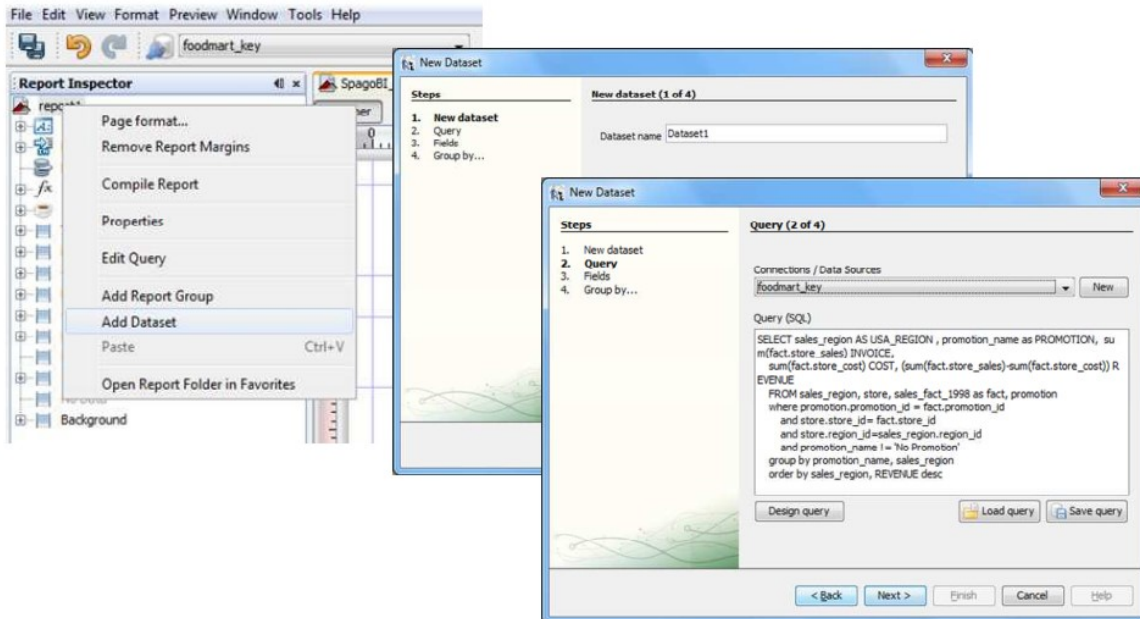 File Edit View Format Preview Window Tools Help
foodmart_key
Report Inspector
SpagoBI_
Page format...
Remove Report Margins
Compile Report
Properties
Edit Query
Add Report Group
Add Dataset
Paste Ctrl+V
Open Report Folder in Favorites
Background
0
New Dataset
Steps
1. New dataset
2. Query
3. Fields
4. Group by...
New dataset (1 of 4)
Dataset name Dataset1
New Dataset
Steps
1. New dataset
2. Query
3. Fields
4. Group by...
Query (2 of 4)
Connections / Data Sources
foodmart_key
New
Query (SQL)
SELECT sales_region AS USA_REGION , promotion_name as PROMOTION, su
m(fact.store_sales) INVOICE,
sum(fact.store_cost) COST, (sum(fact.store_sales)-sum(fact.store_cost)) R
EVENUE
FROM sales_region, store, sales_fact_1998 as fact, promotion
where promotion.promotion_id = fact.promotion_id
and store.store_id= fact.store_id
and store.region_id=sales_region.region_id
and promotion_name != 'No Promotion'
group by promotion_name, sales_region
order by sales_region, REVENUE desc
Design query
Load query
Save query
< Back
Next >
Finish
Cancel
Help